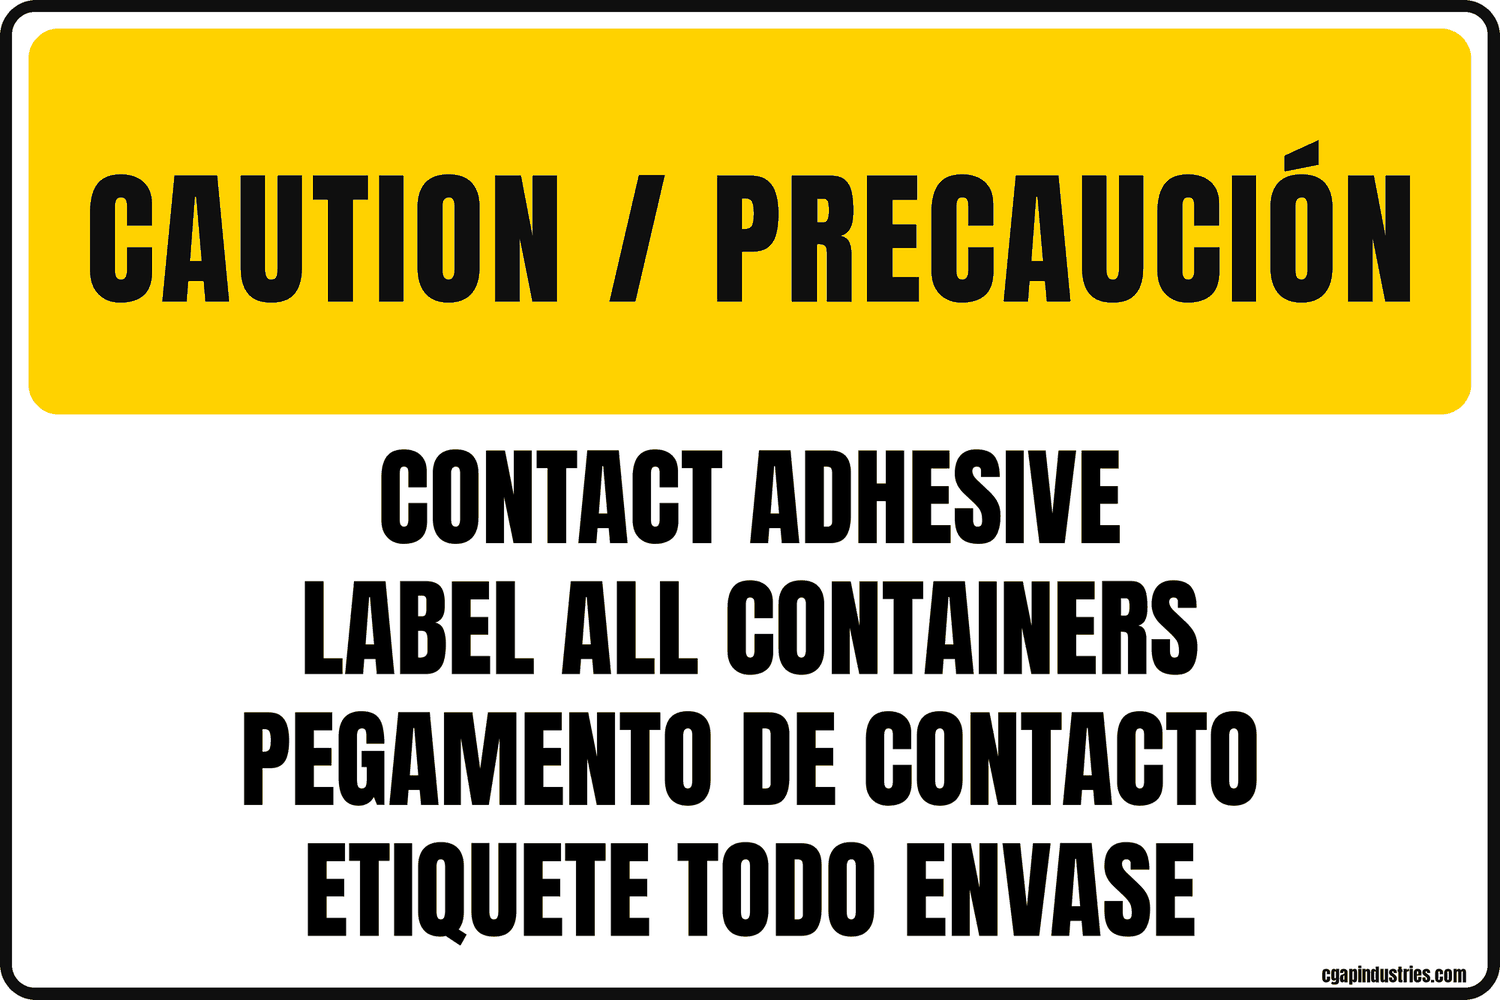 CAUTION / PRECAUCIÓN
CONTACT ADHESIVE
LABEL ALL CONTAINERS
PEGAMENTO DE CONTACTO
ETIQUETE TODO ENVASE
cgapindustries.com